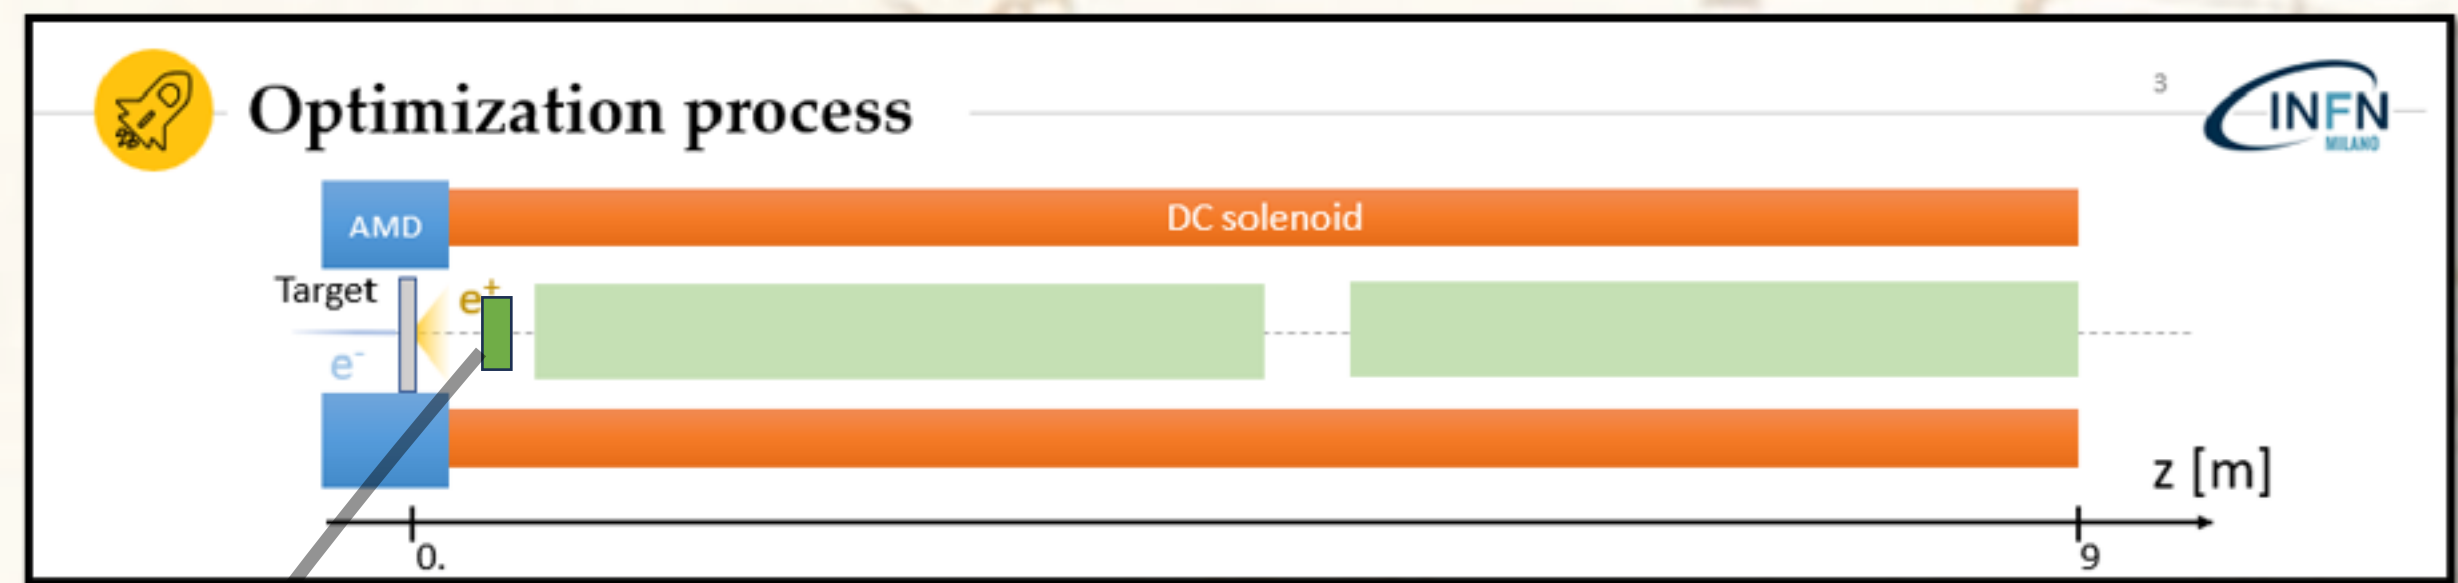 Optimization process
3
INFN
MILANO
AMD
DC solenoid
Target
e+
e-
z [m]
0.
9